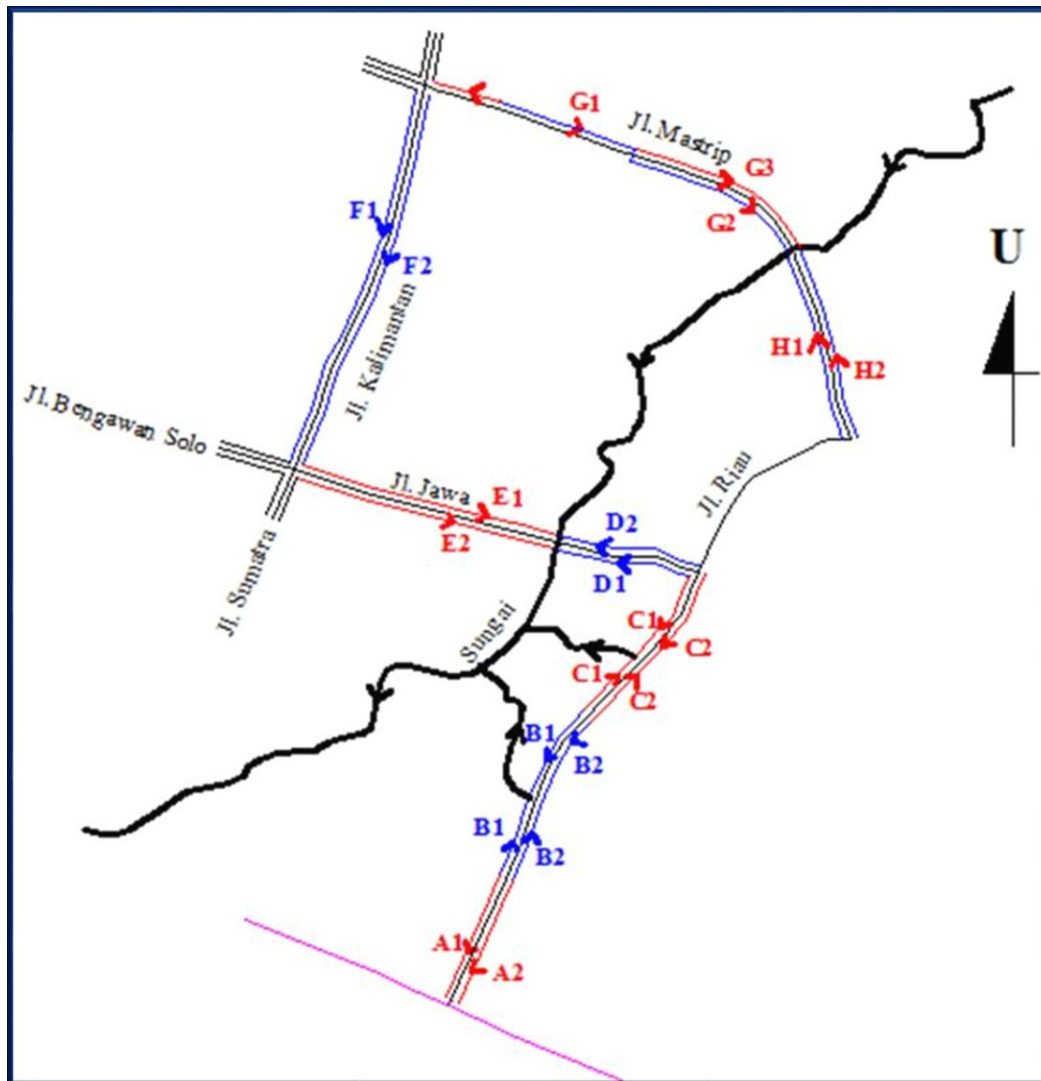 G1
Jl. Mastrip
G3
G2
F1
F2
U
H1
H2
Jl. Kalimantan
Jl. Bengawan Solo
Jl. Jawa
E1
E2
Jl. Riau
D2
D1
Jl. Sumatra
Sungai
C1
C2
C1
C2
B1
B2
B1
B2
A1
A2